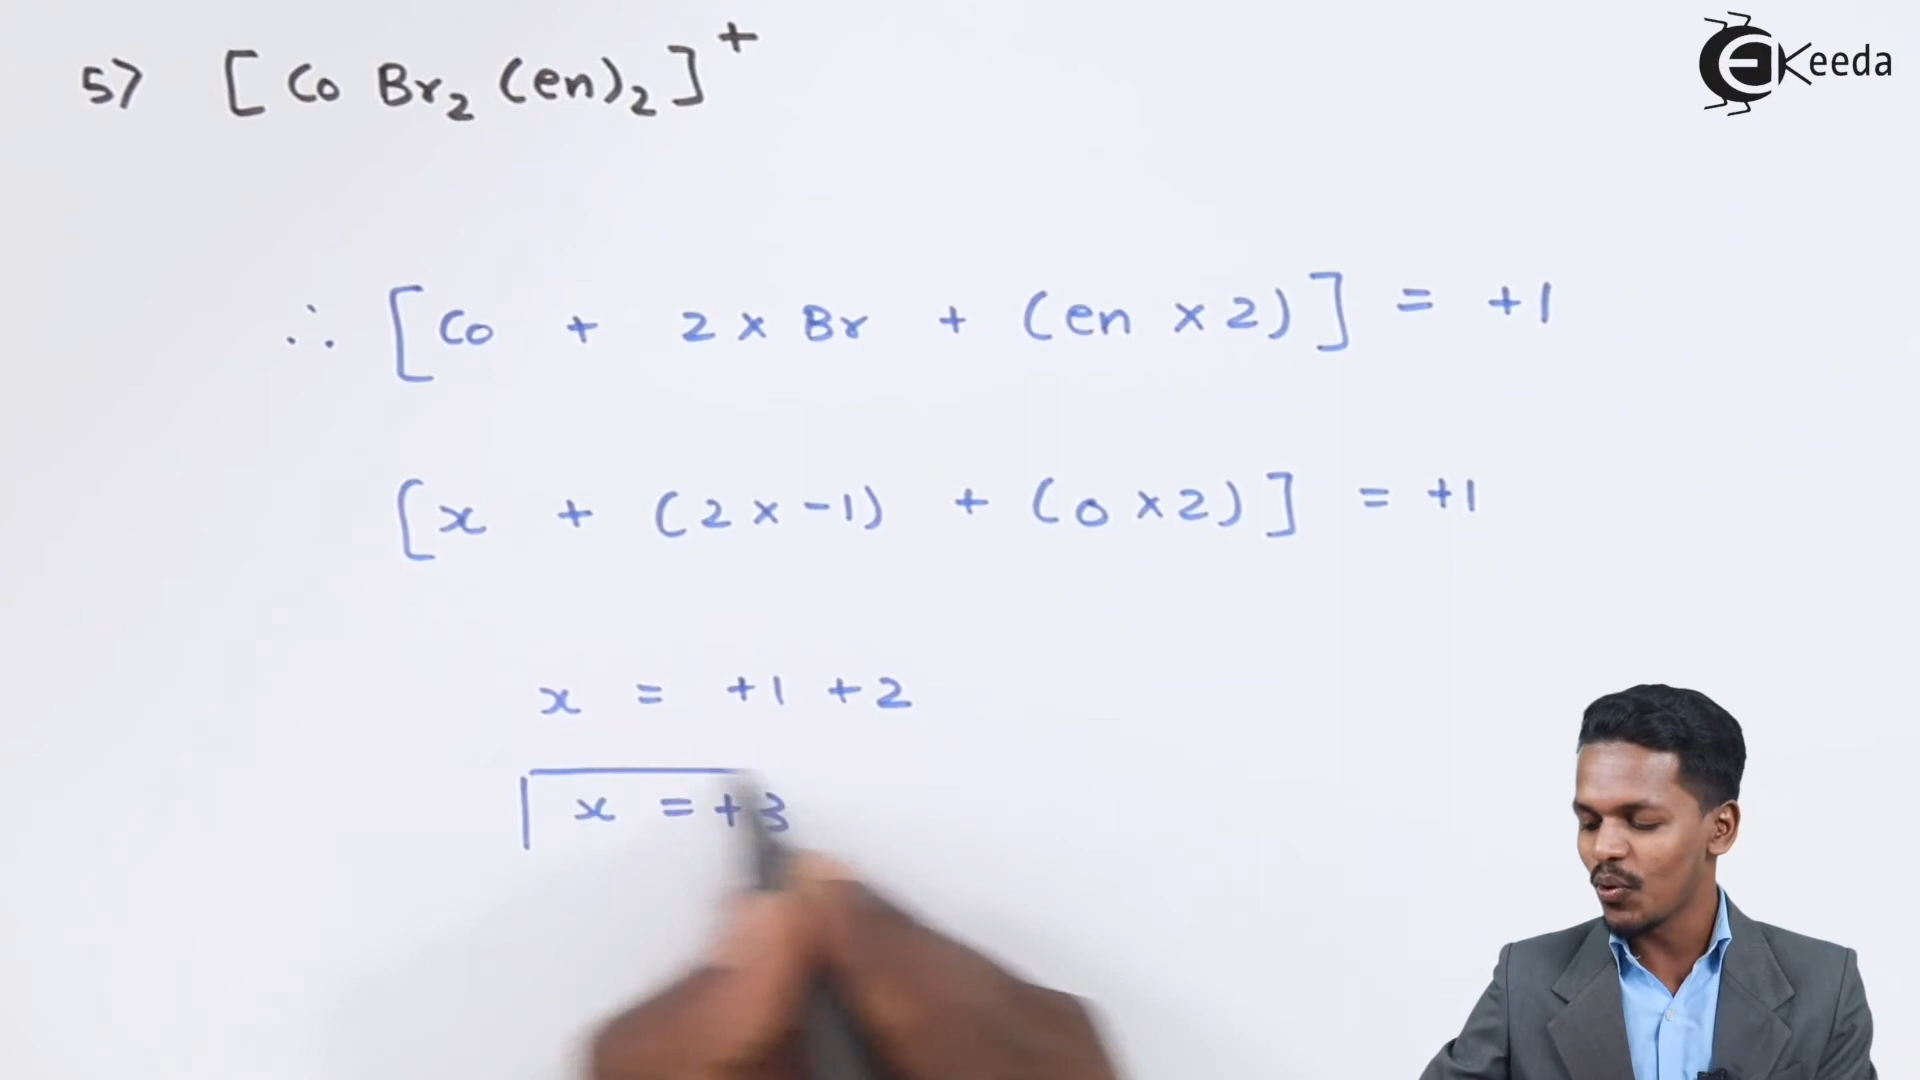 5) [Co Br₂ (en)₂]⁺
Keeda
∴ [Co + 2 × Br + (en × 2)] = +1
[x + (2 × -1) + (0 × 2)] = +1
x = +1 +2
x = +3